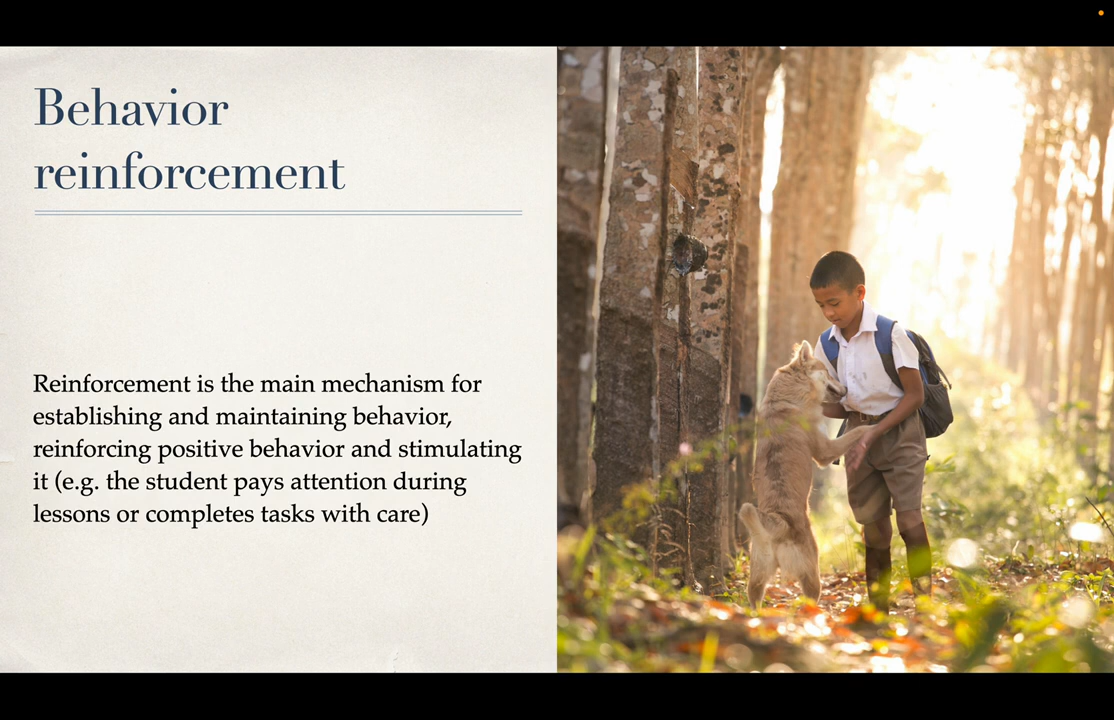 Behavior
reinforcement
Reinforcement is the main mechanism for
establishing and maintaining behavior,
reinforcing positive behavior and stimulating
it (e.g. the student pays attention during
lessons or completes tasks with care)